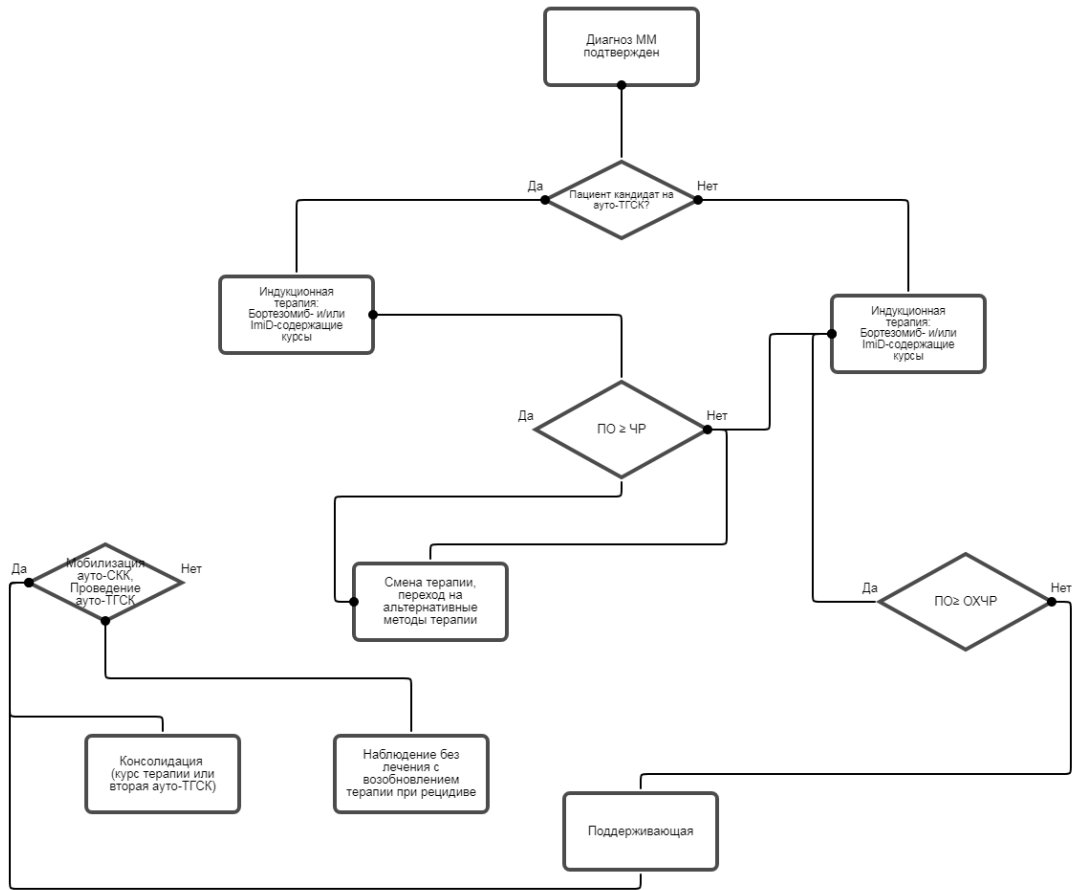 Диагноз ММ
подтвержден
Да
Пациент кандидат на
ауто-ТГСК?
Нет
Индукционная
терапия:
Бортезомиб- и/или
ImiD-содержащие
курсы
Индукционная
терапия:
Бортезомиб- и/или
ImiD-содержащие
курсы
Да
ПО ≥ ЧР
Нет
Да
Мобилизация
ауто-СКК,
Проведение
ауто-ТГСК
Нет
Смена терапии,
переход на
альтернативные
методы терапии
Да
ПО≥ ОХЧР
Нет
Консолидация
(курс терапии или
вторая ауто-ТГСК)
Наблюдение без
лечения с
возобновлением
терапии при рецидиве
Поддерживающая